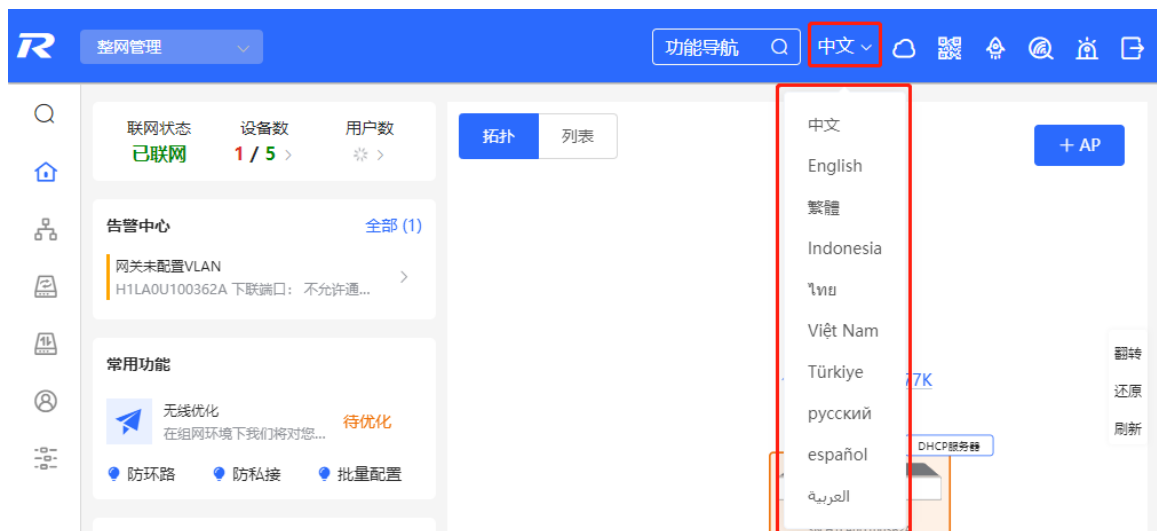 整网管理
功能导航
中文
联网状态 设备数 用户数
已联网 1 / 5
拓扑 列表
+ AP
告警中心 全部 (1)
网关未配置VLAN
H1LA0U100362A 下联端口： 不允许通...
常用功能
无线优化
在组网环境下我们将对您...
待优化
防环路 防私接 批量配置
中文
English
繁體
Indonesia
ไทย
Việt Nam
Türkiye
русский
español
العربية
77K
DHCP服务器
翻转
还原
刷新